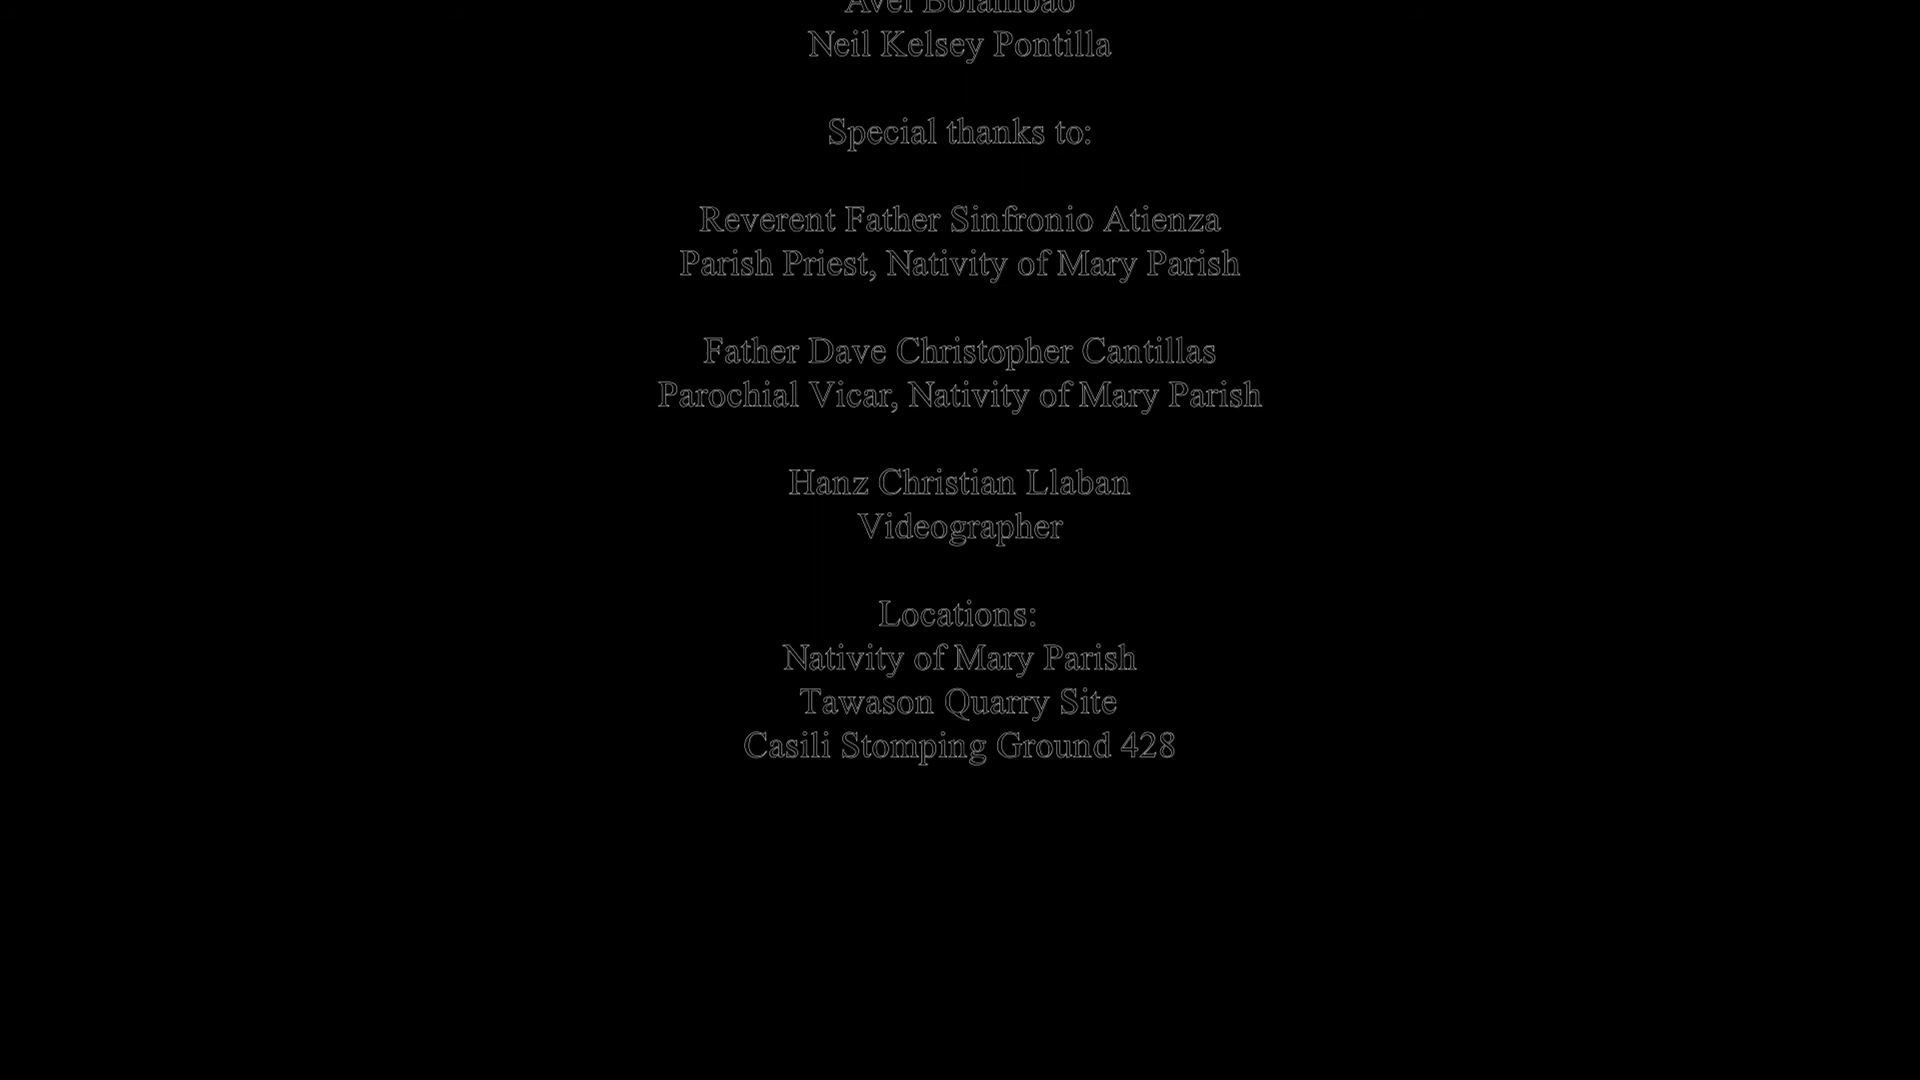 Neil Kelsey Pontilla
Special thanks to:
Reverent Father Sinfronio Atienza
Parish Priest, Nativity of Mary Parish
Father Dave Christopher Cantillas
Parochial Vicar, Nativity of Mary Parish
Hanz Christian Llaban
Videographer
Locations:
Nativity of Mary Parish
Tawason Quarry Site
Casili Stomping Ground 428